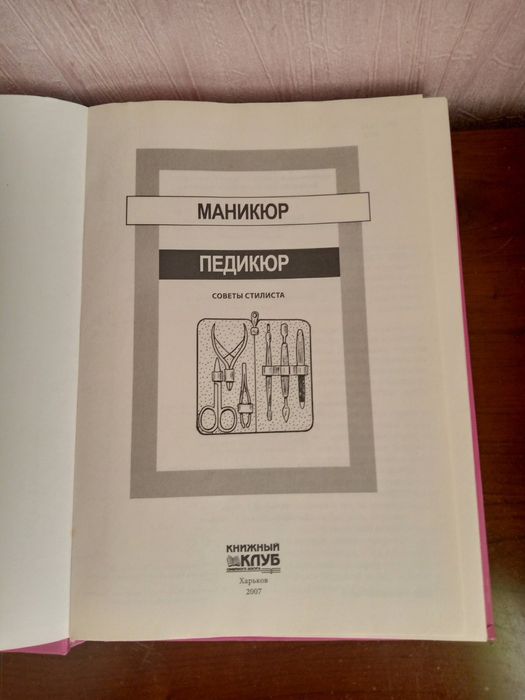 МАНИКЮР
ПЕДИКЮР
СОВЕТЫ СТИЛИСТА
КНИЖНЫЙ
КЛУБ
Харьков
2007